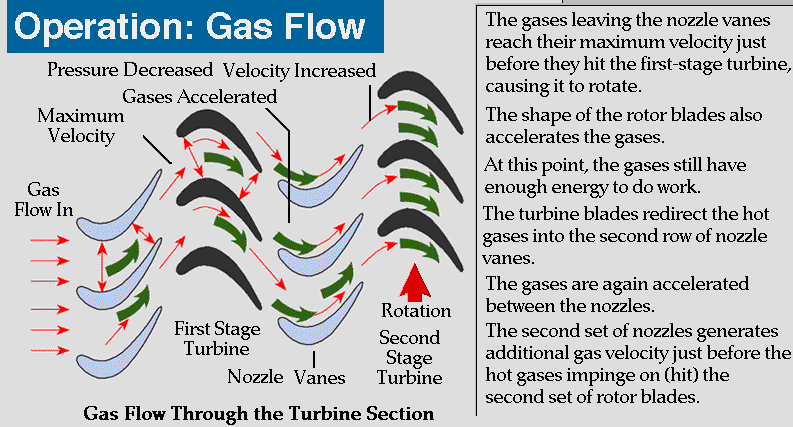 Operation: Gas Flow
Pressure Decreased
Velocity Increased
Gases Accelerated
Maximum
Velocity
Gas
Flow In
First Stage
Turbine
Nozzle Vanes
Rotation
Second
Stage
Turbine
Gas Flow Through the Turbine Section
The gases leaving the nozzle vanes
reach their maximum velocity just
before they hit the first-stage turbine,
causing it to rotate.
The shape of the rotor blades also
accelerates the gases.
At this point, the gases still have
enough energy to do work.
The turbine blades redirect the hot
gases into the second row of nozzle
vanes.
The gases are again accelerated
between the nozzles.
The second set of nozzles generates
additional gas velocity just before the
hot gases impinge on (hit) the
second set of rotor blades.